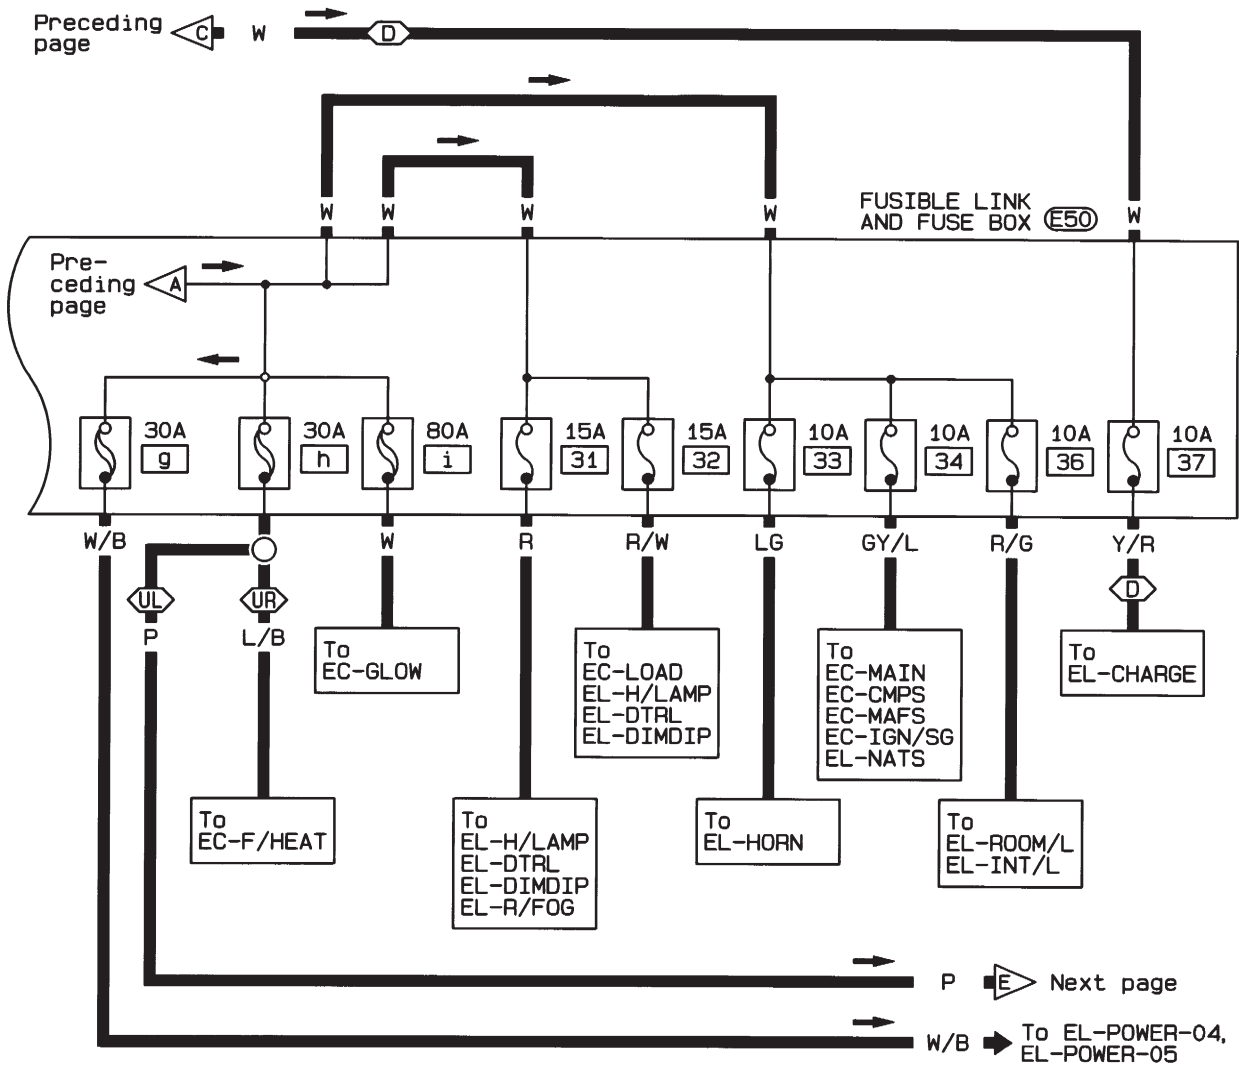 Preceding
page
C
W
D
W
W
W
W
FUSIBLE LINK
AND FUSE BOX E50
W
Pre-
ceding
page
A
30A
g
30A
h
80A
i
15A
31
15A
32
10A
33
10A
34
10A
36
10A
37
W/B
W
R
R/W
LG
GY/L
R/G
Y/R
UL
UR
D
P
L/B
To
EC-GLOW
To
EC-LOAD
EL-H/LAMP
EL-DTRL
EL-DIMDIP
To
EC-MAIN
EC-CMPS
EC-MAFS
EC-IGN/SG
EL-NATS
To
EL-CHARGE
To
EC-F/HEAT
To
EL-H/LAMP
EL-DTRL
EL-DIMDIP
EL-R/FOG
To
EL-HORN
To
EL-ROOM/L
EL-INT/L
P
E
Next page
W/B
To EL-POWER-04,
EL-POWER-05